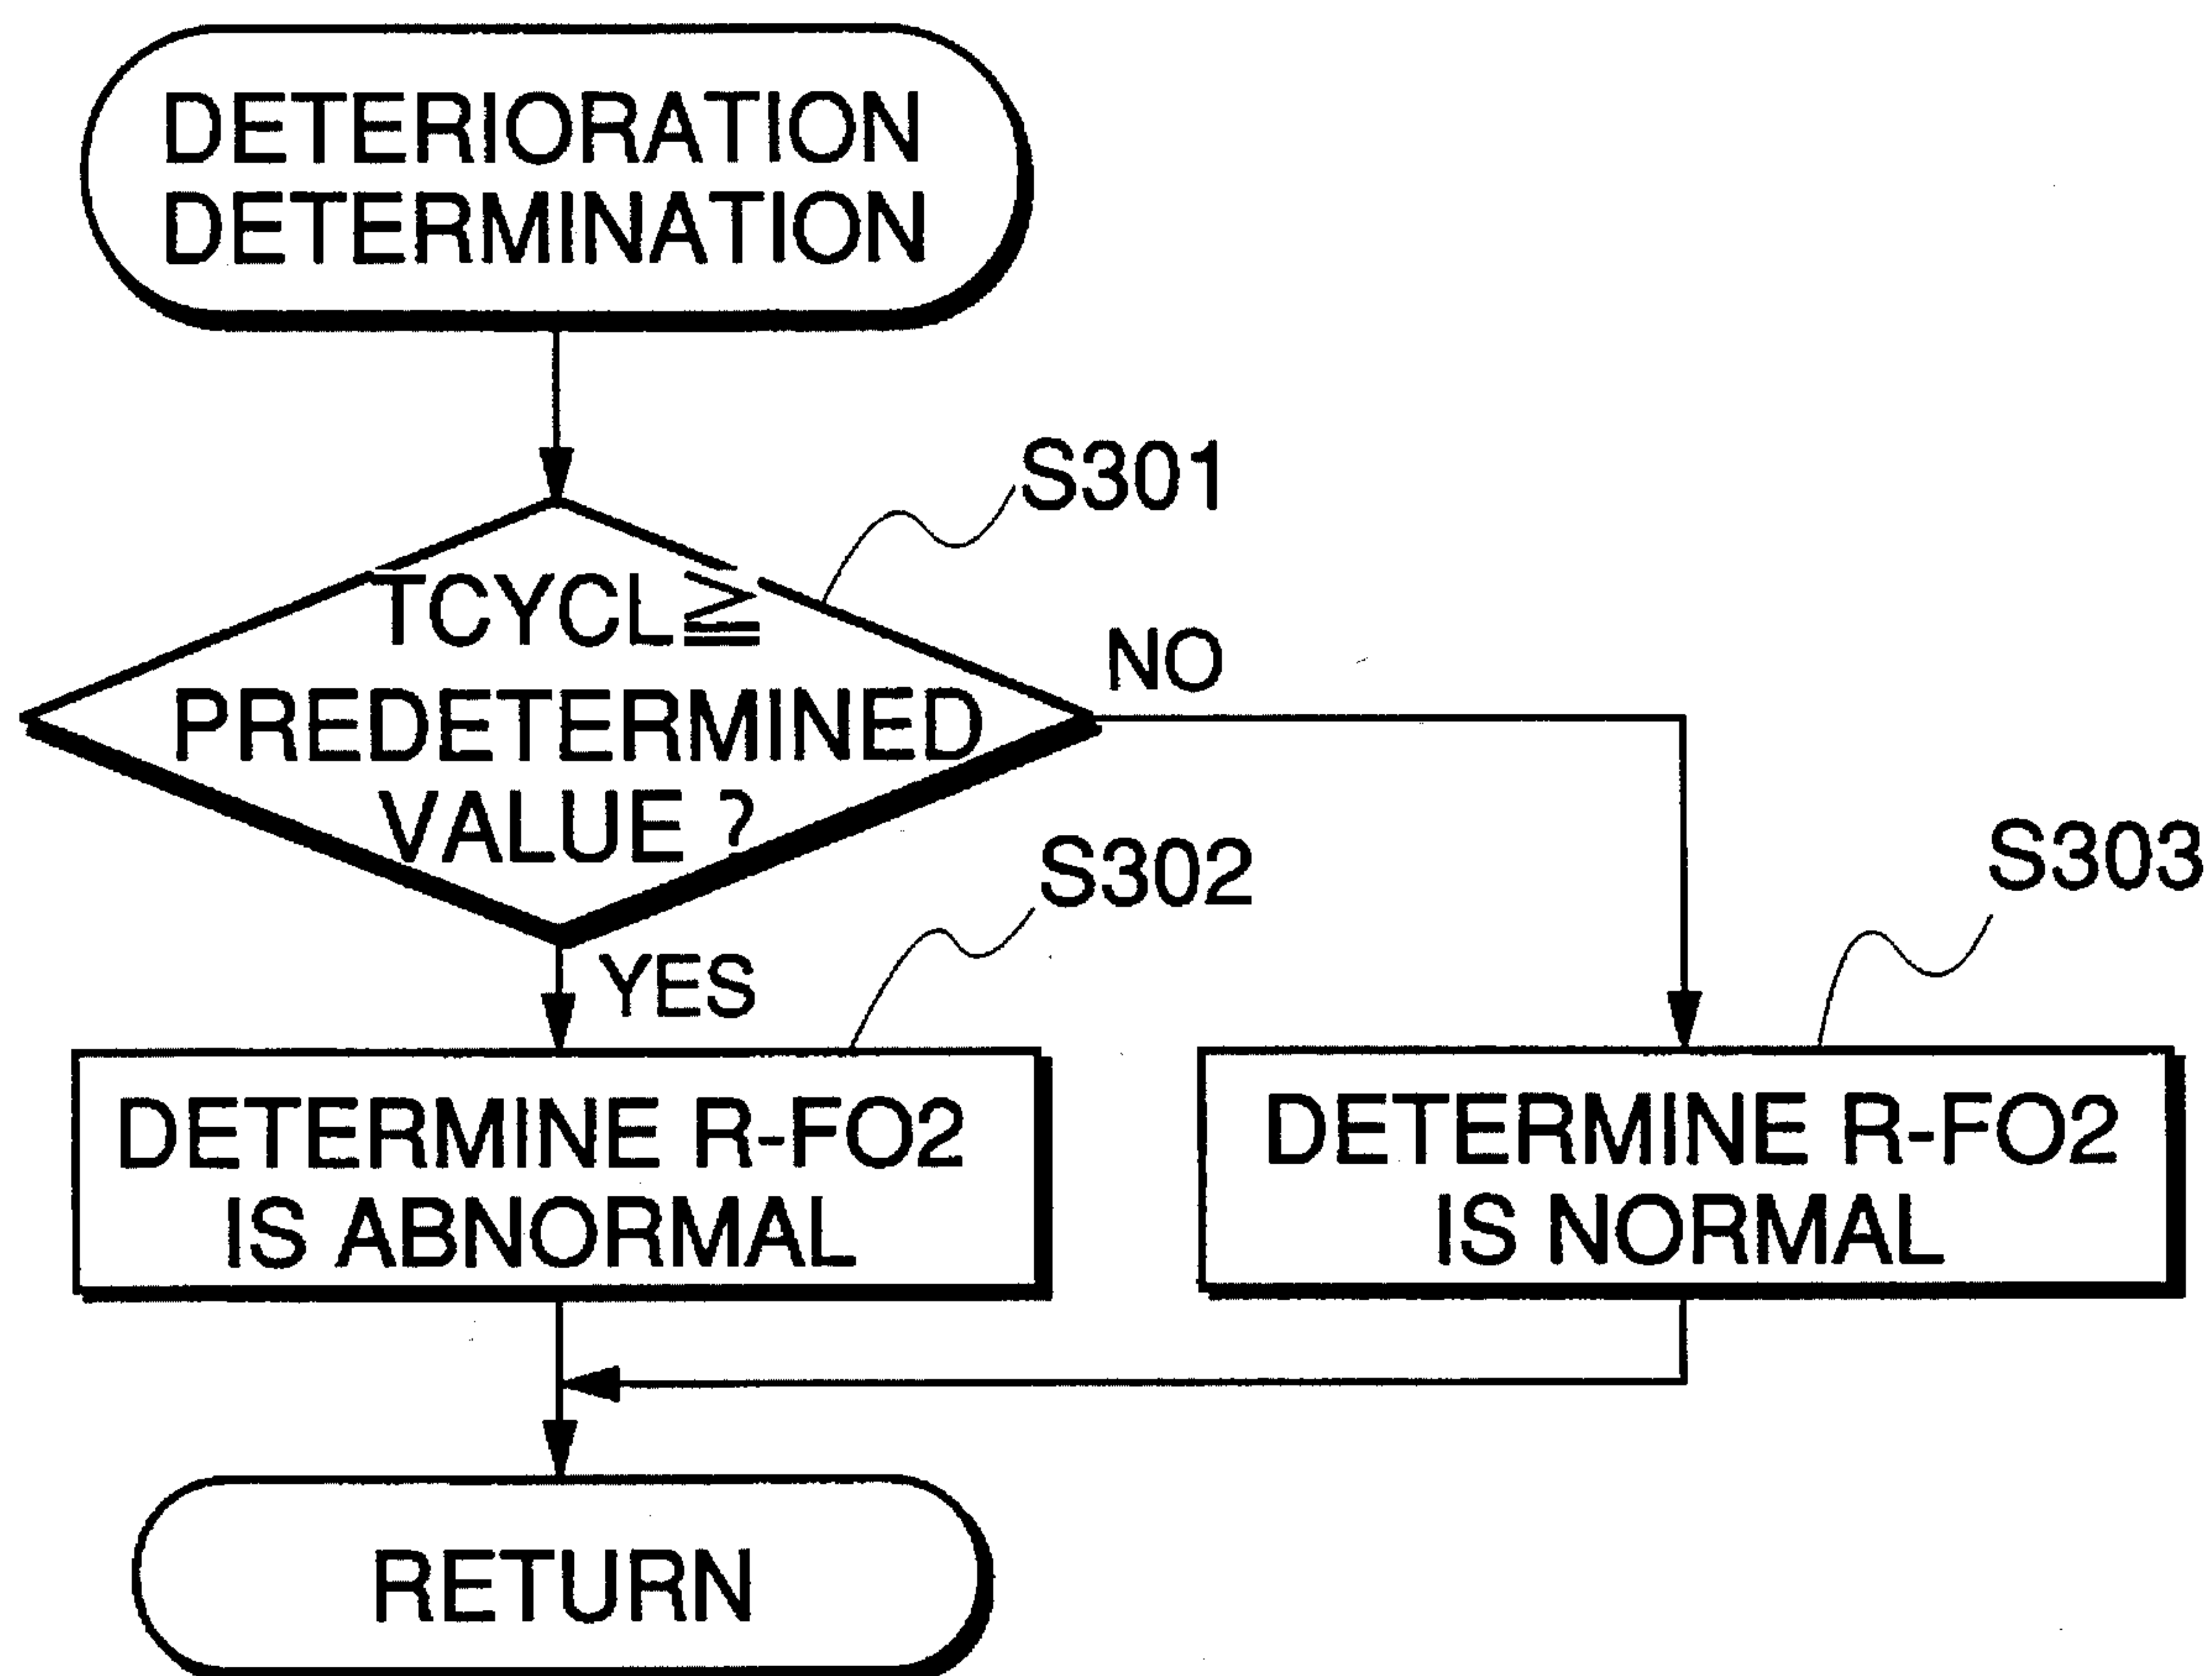 DETERIORATION
DETERMINATION
S301
TCYCL≧
PREDETERMINED
VALUE ?
NO
YES
S302
S303
DETERMINE R-FO2
IS ABNORMAL
DETERMINE R-FO2
IS NORMAL
RETURN